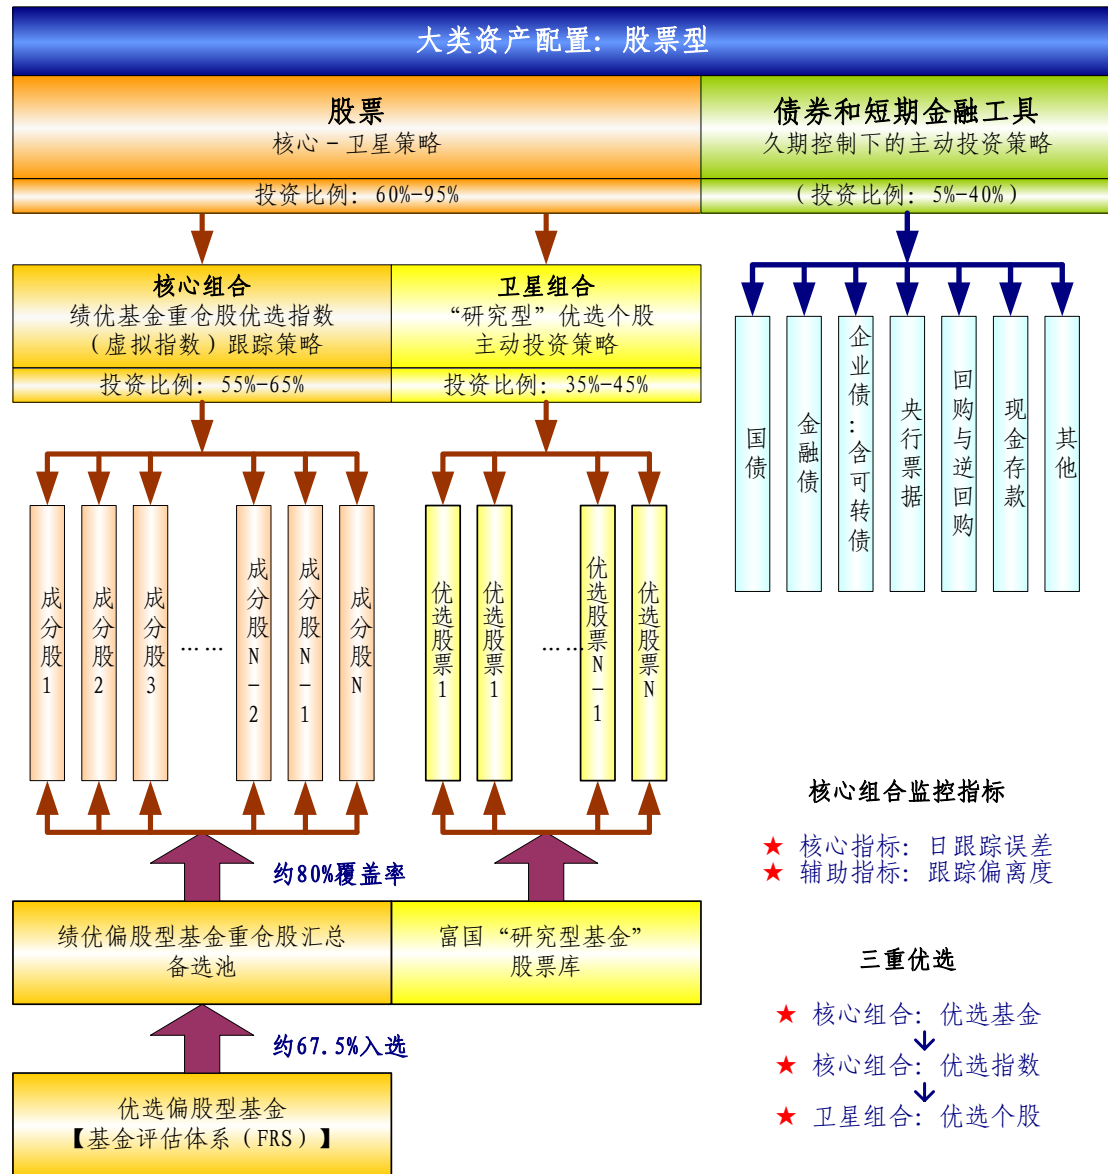 大类资产配置：股票型
股票
核心－卫星策略
投资比例：60%-95%
债券和短期金融工具
久期控制下的主动投资策略
（投资比例：5%-40%）
核心组合
绩优基金重仓股优选指数
（虚拟指数）跟踪策略
投资比例：55%-65%
卫星组合
“研究型”优选个股
主动投资策略
投资比例：35%-45%
国债
金融债
企业债：含可转债
央行票据
回购与逆回购
现金存款
其他
成分股1
成分股2
成分股3
……
成分股N-2
成分股N-1
成分股N
优选股票1
优选股票1
……
优选股票N-1
优选股票N
约80%覆盖率
绩优偏股型基金重仓股汇总
备选池
富国“研究型基金”
股票库
约67.5%入选
优选偏股型基金
【基金评估体系（FRS）】
核心组合监控指标
★ 核心指标：日跟踪误差
★ 辅助指标：跟踪偏离度
三重优选
★ 核心组合：优选基金
★ 核心组合：优选指数
★ 卫星组合：优选个股